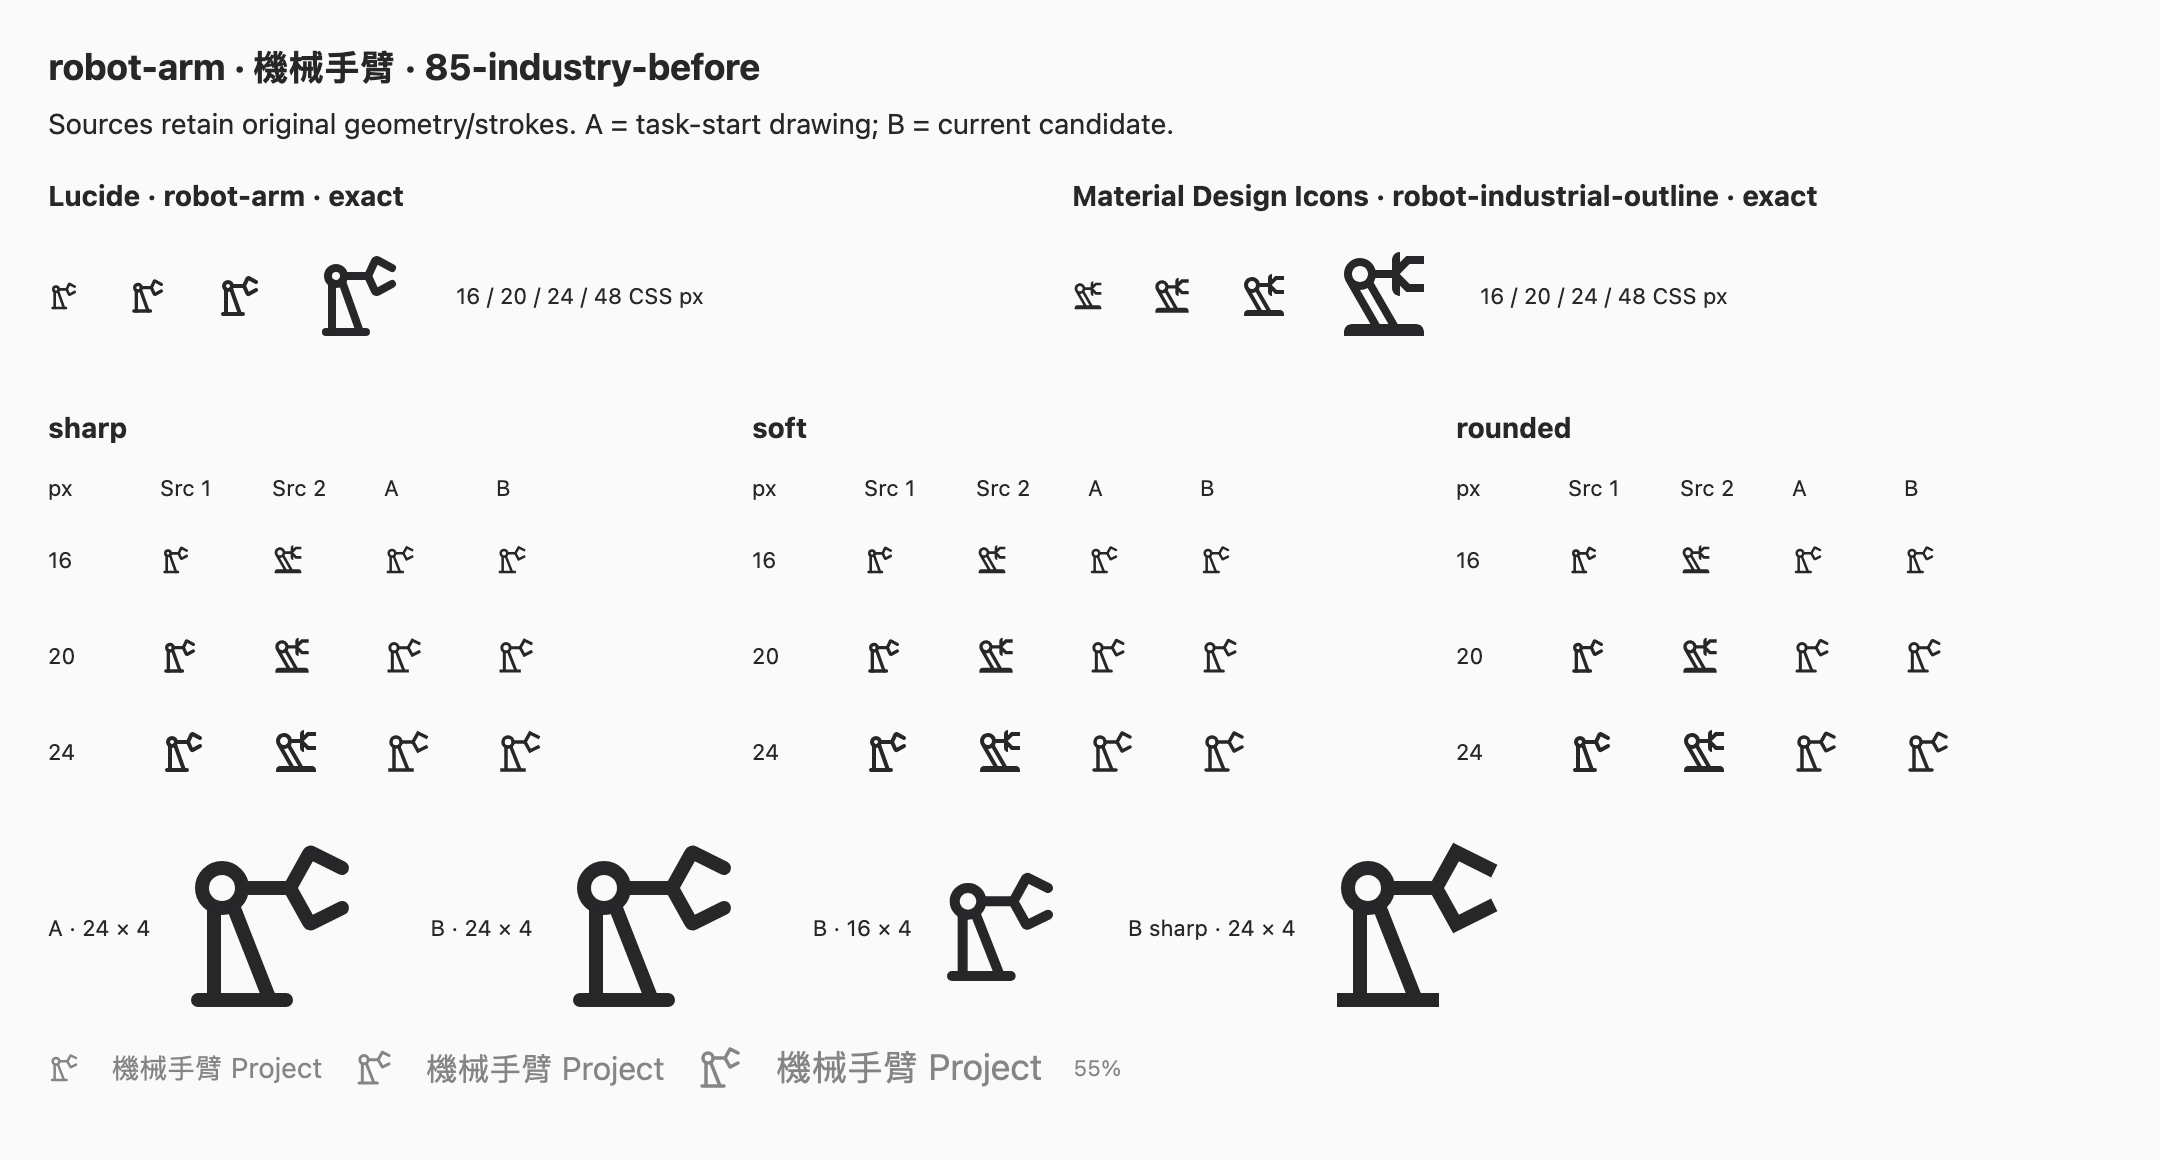 robot-arm · 機械手臂 · 85-industry-before
Sources retain original geometry/strokes. A = task-start drawing; B = current candidate.
Lucide · robot-arm · exact
16 / 20 / 24 / 48 CSS px
Material Design Icons · robot-industrial-outline · exact
16 / 20 / 24 / 48 CSS px
sharp
px Src 1 Src 2 A B
16
20
24
soft
px Src 1 Src 2 A B
16
20
24
rounded
px Src 1 Src 2 A B
16
20
24
A · 24 × 4
B · 24 × 4
B · 16 × 4
B sharp · 24 × 4
機械手臂 Project 機械手臂 Project 機械手臂 Project 55%